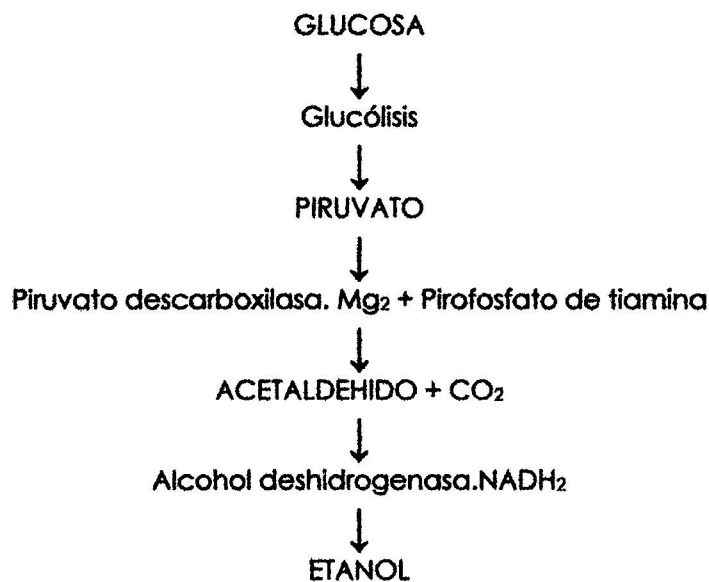 GLUCOSA
Glucólisis
PIRUVATO
Piruvato descarboxilasa. Mg₂ + Pirofosfato de tiamina
ACETALDEHIDO + CO₂
Alcohol deshidrogenasa.NADH₂
ETANOL